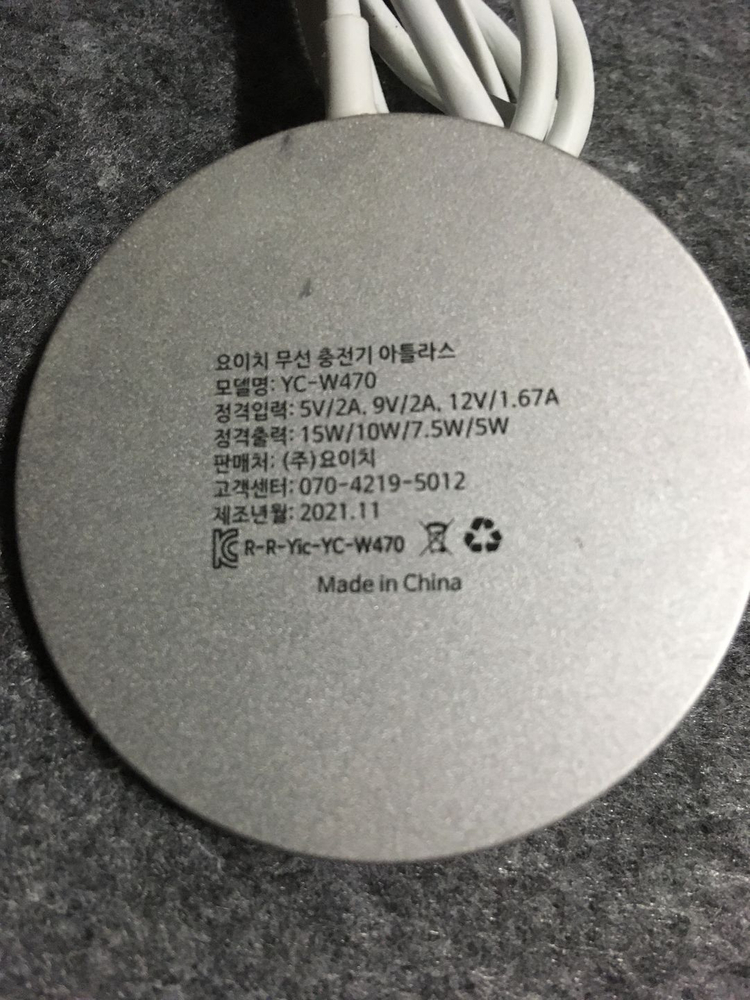 요이치 무선 충전기 아틀라스
모델명: YC-W470
정격입력: 5V/2A, 9V/2A, 12V/1.67A
정격출력: 15W/10W/7.5W/5W
판매처: (주)요이치
고객센터: 070-4219-5012
제조년월: 2021.11
KC R-R-Yic-YC-W470
Made in China